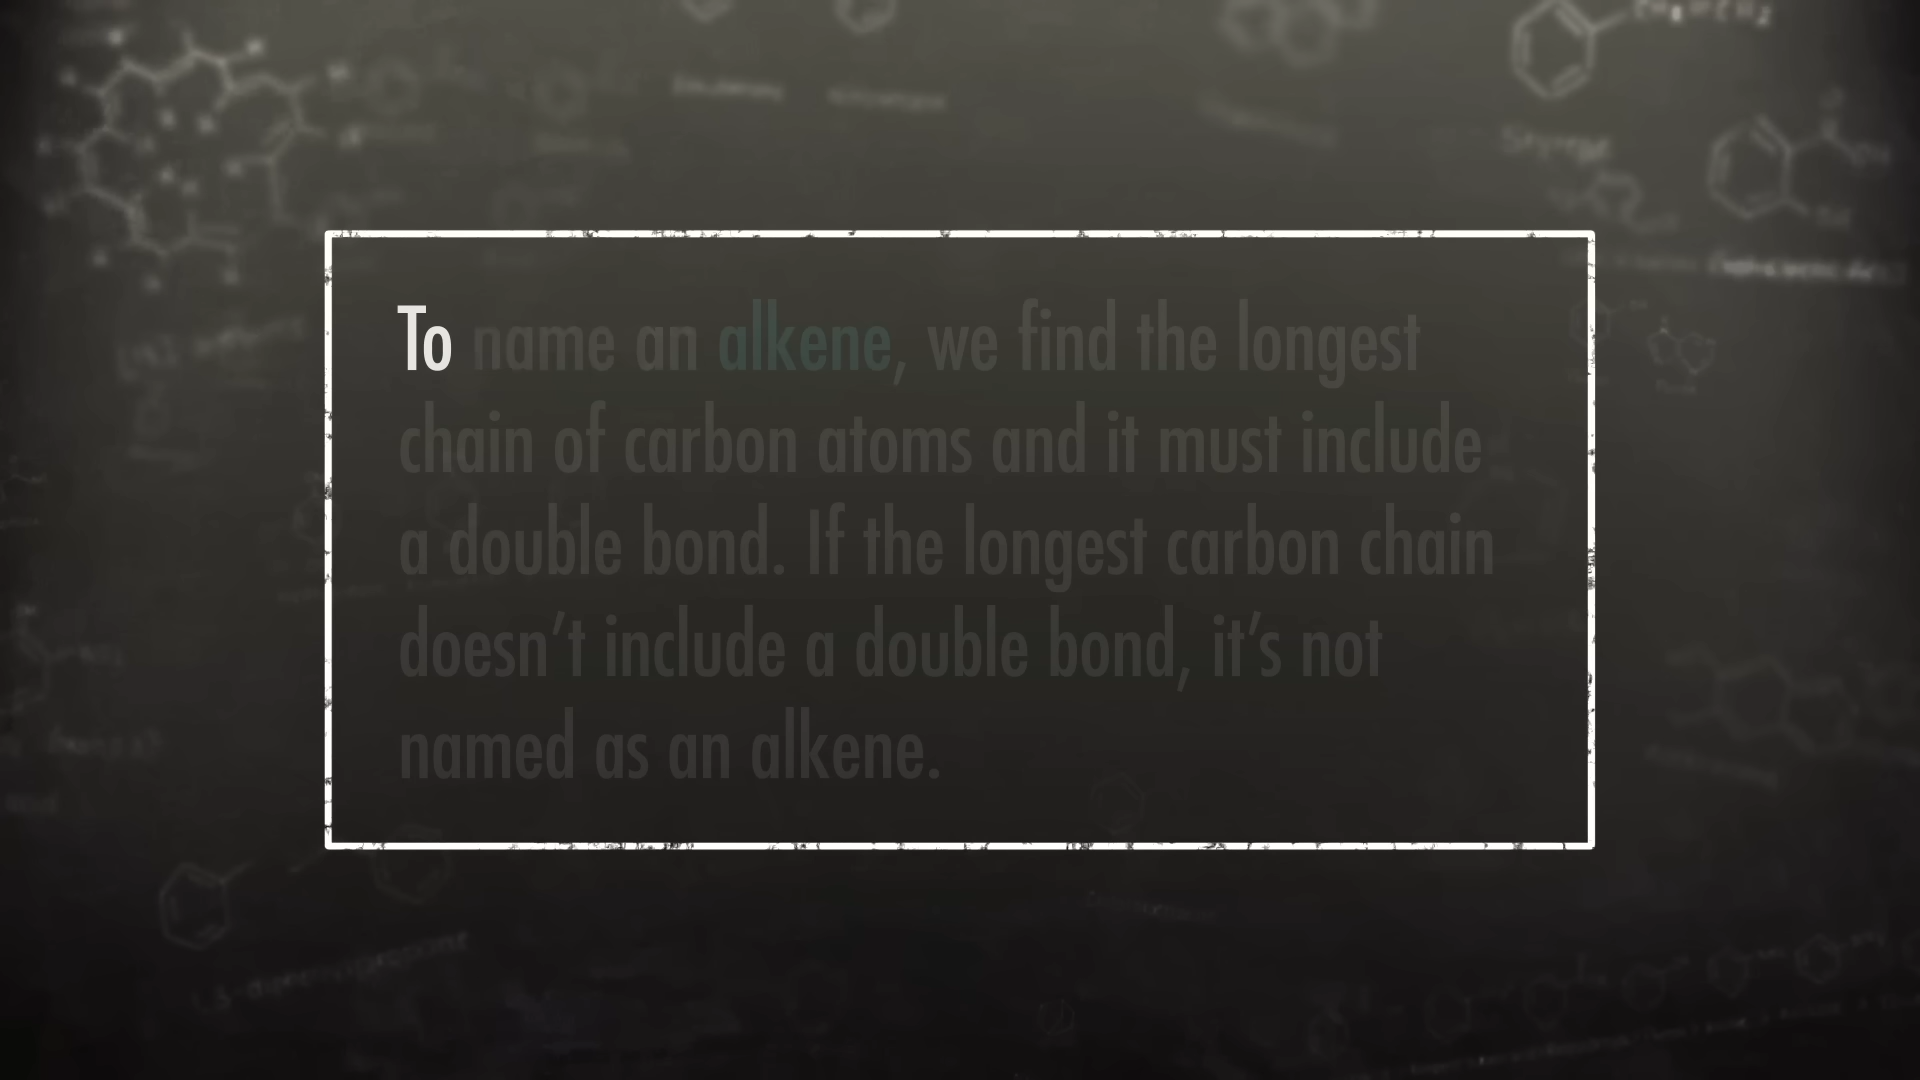 To name an alkene, we find the longest
chain of carbon atoms and it must include
a double bond. If the longest carbon chain
doesn’t include a double bond, it’s not
named as an alkene.